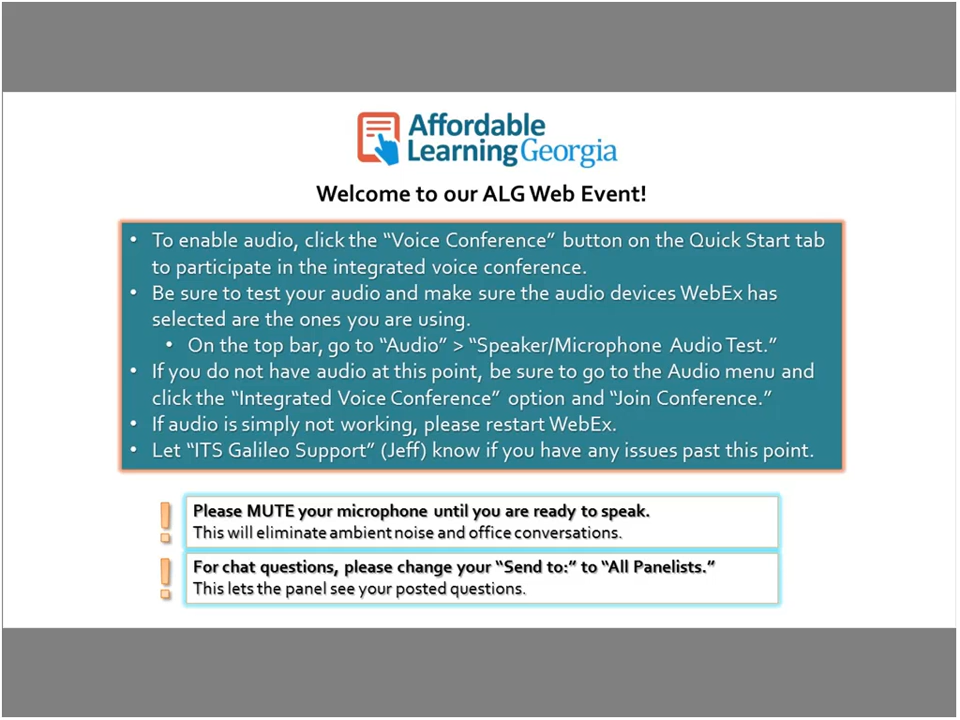 Affordable
Learning Georgia
Welcome to our ALG Web Event!
• To enable audio, click the “Voice Conference” button on the Quick Start tab
to participate in the integrated voice conference.
• Be sure to test your audio and make sure the audio devices WebEx has
selected are the ones you are using.
• On the top bar, go to “Audio” > “Speaker/Microphone Audio Test.”
• If you do not have audio at this point, be sure to go to the Audio menu and
click the “Integrated Voice Conference” option and “Join Conference.”
• If audio is simply not working, please restart WebEx.
• Let “ITS Galileo Support” (Jeff) know if you have any issues past this point.
! Please MUTE your microphone until you are ready to speak.
This will eliminate ambient noise and office conversations.
! For chat questions, please change your “Send to:” to “All Panelists.”
This lets the panel see your posted questions.